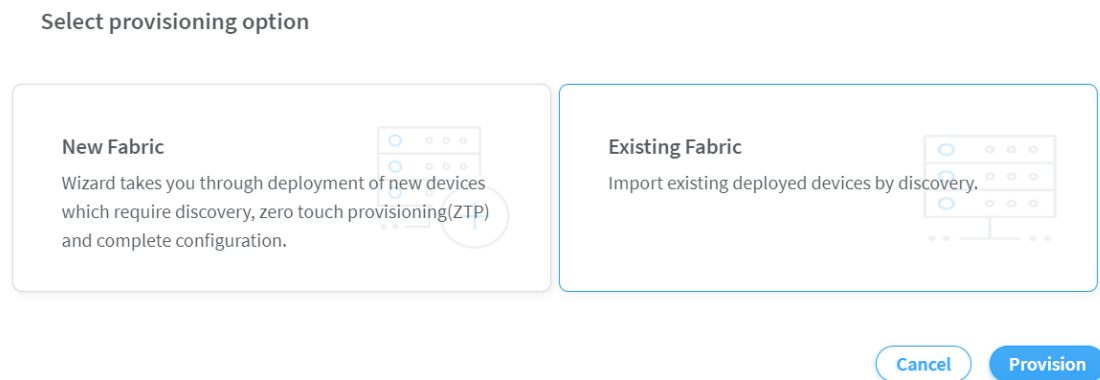 Select provisioning option
New Fabric
Wizard takes you through deployment of new devices
which require discovery, zero touch provisioning(ZTP)
and complete configuration.
Existing Fabric
Import existing deployed devices by discovery.
Cancel
Provision